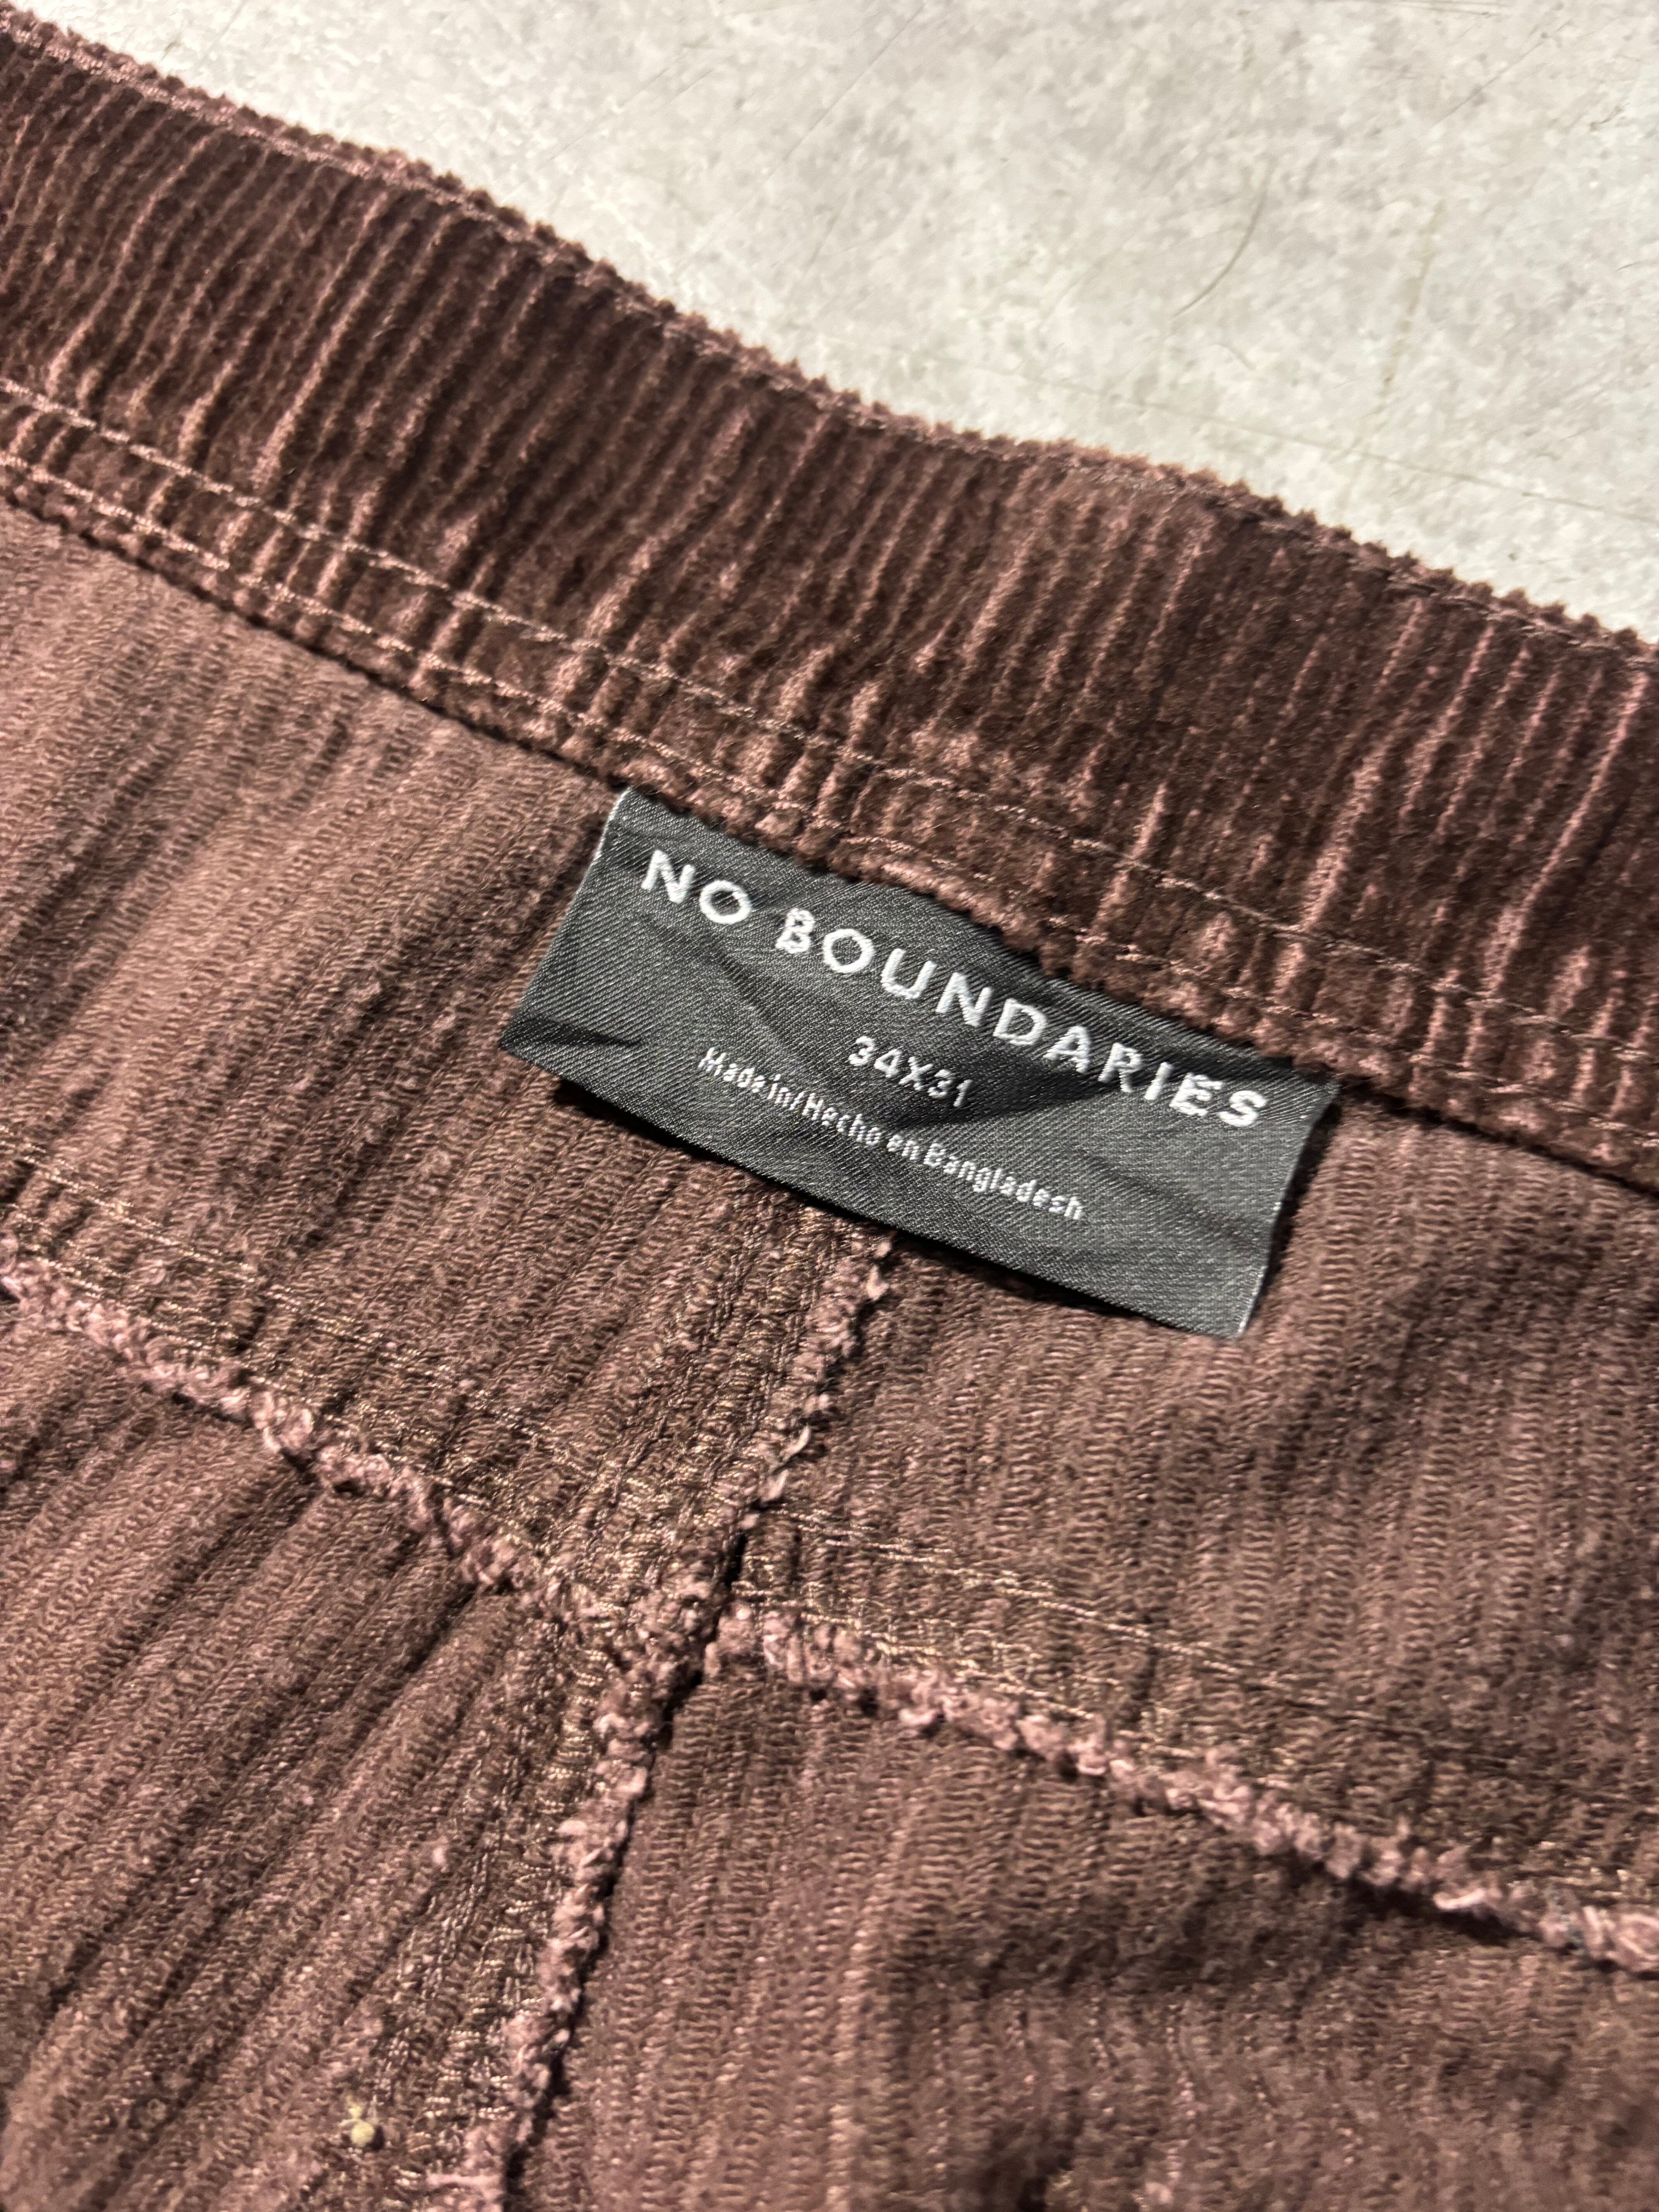 NO BOUNDARIES
34X31
Made in/Hecho en Bangladesh